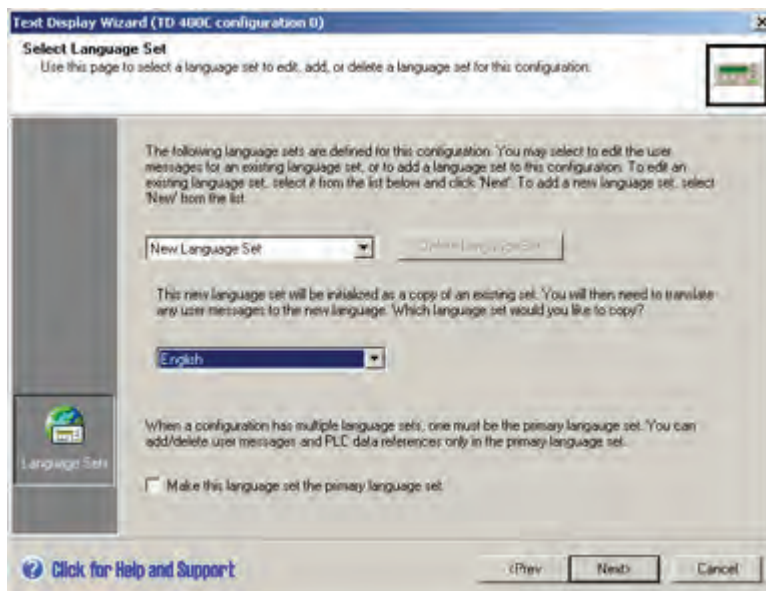 Text Display Wizard (TD 400C configuration 0)
Select Language Set
Use this page to select a language set to edit, add, or delete a language set for this configuration.
The following language sets are defined for this configuration. You may select to edit the user
messages for an existing language set, or to add a language set to this configuration. To edit an
existing language set, select it from the list below and click 'Next'. To add a new language set, select
'New' from the list.
New Language Set
Delete Language Set
This new language set will be initialized as a copy of an existing set. You will then need to translate
any user messages to the new language. Which language set would you like to copy?
English
When a configuration has multiple language sets, one must be the primary langauge set. You can
add/delete user messages and PLC data references only in the primary language set.
Language Sets
Make this language set the primary language set.
Click for Help and Support
<Prev
Next>
Cancel